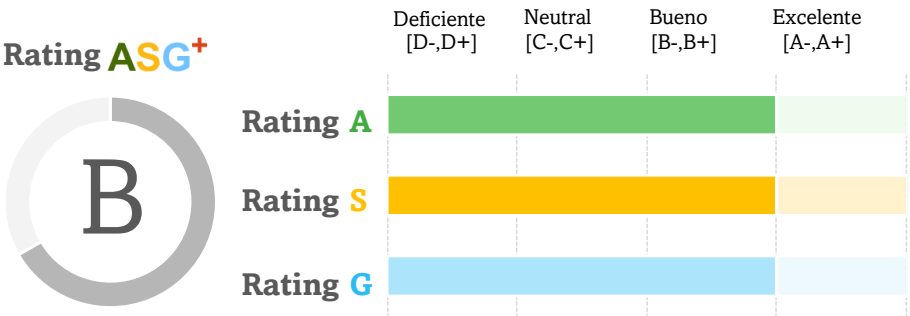 Rating ASG+
B
Deficiente Neutral Bueno Excelente
[D-,D+] [C-,C+] [B-,B+] [A-,A+]
Rating A
Rating S
Rating G